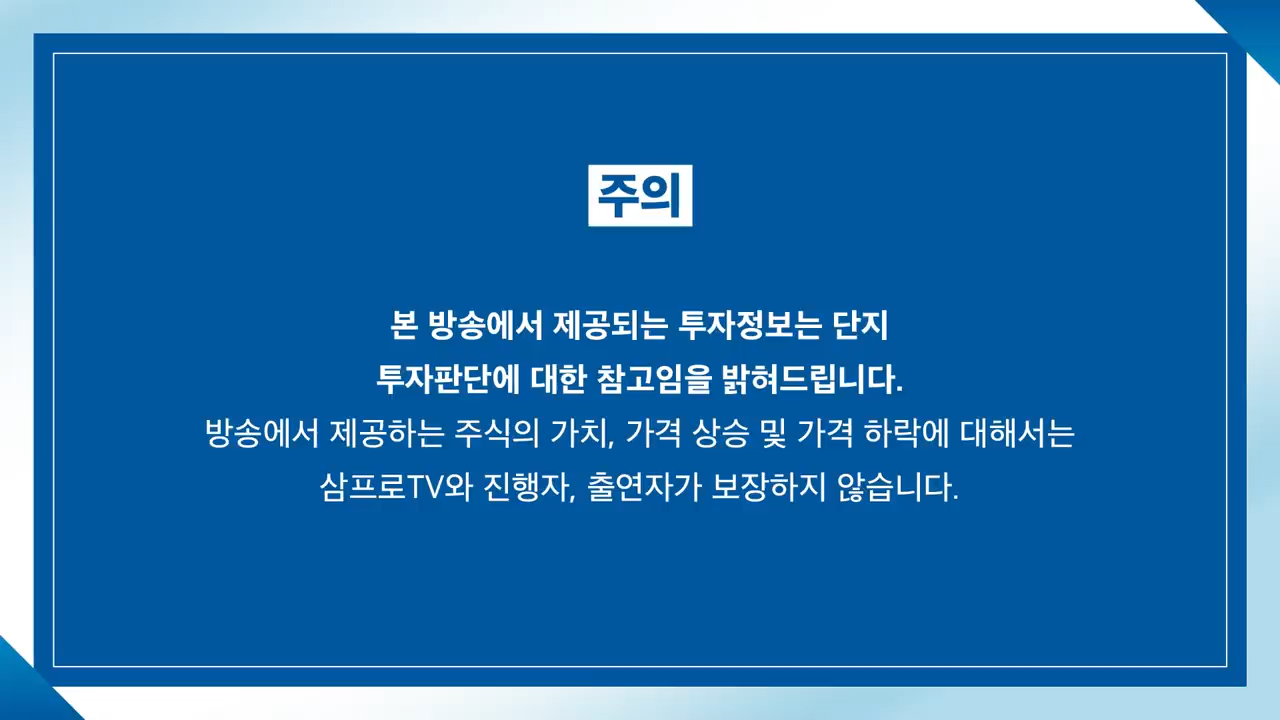 주의
본 방송에서 제공되는 투자정보는 단지
투자판단에 대한 참고임을 밝혀드립니다.
방송에서 제공하는 주식의 가치, 가격 상승 및 가격 하락에 대해서는
삼프로TV와 진행자, 출연자가 보장하지 않습니다.